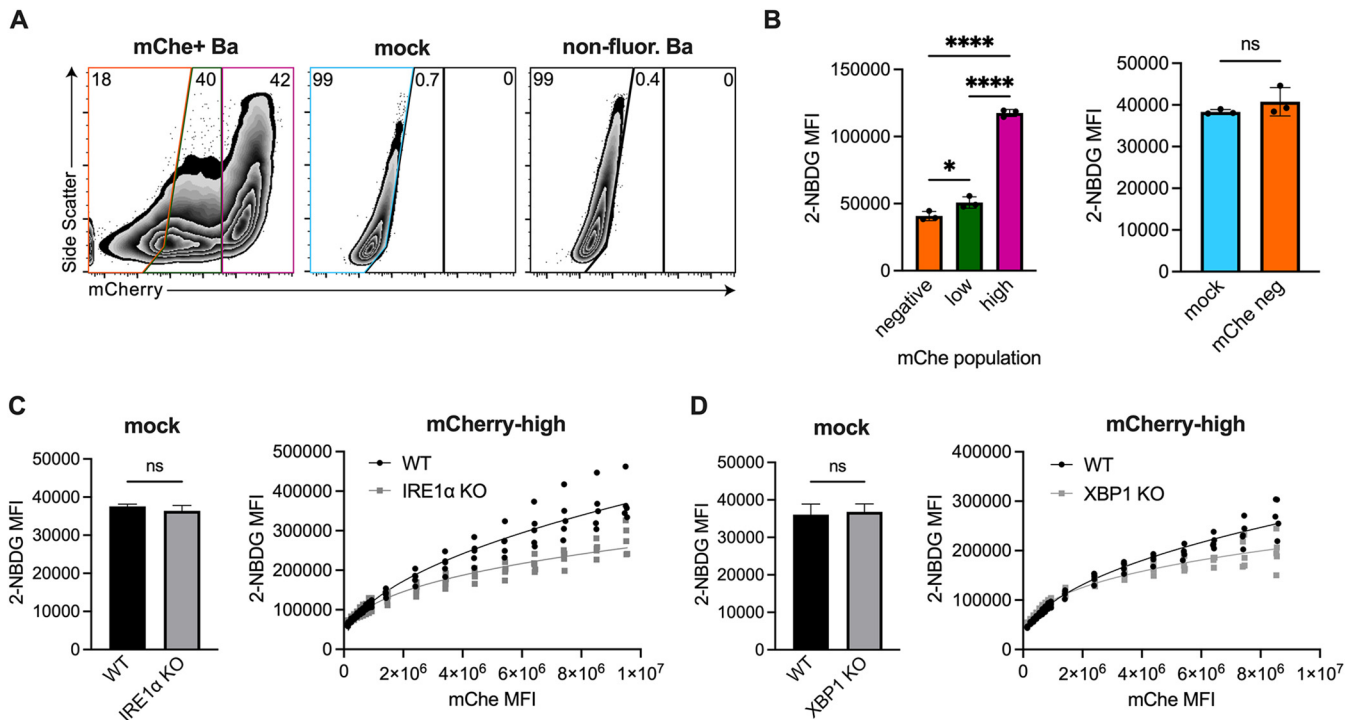 A
mChe+ Ba
mock
non-fluor. Ba
18
40
42
99
0.7
0
99
0.4
0
Side Scatter
mCherry
B
****
****
*
150000
100000
50000
0
2-NBDG MFI
negative
low
high
mChe population
ns
50000
40000
30000
20000
10000
0
2-NBDG MFI
mock
mChe neg
C
mock
ns
50000
40000
30000
20000
10000
0
2-NBDG MFI
WT
IRE1α KO
mCherry-high
WT
IRE1α KO
500000
400000
300000
200000
100000
0
2-NBDG MFI
0
2×10⁶
4×10⁶
6×10⁶
8×10⁶
1×10⁷
mChe MFI
D
mock
ns
50000
40000
30000
20000
10000
0
2-NBDG MFI
WT
XBP1 KO
mCherry-high
WT
XBP1 KO
400000
300000
200000
100000
0
2-NBDG MFI
0
2×10⁶
4×10⁶
6×10⁶
8×10⁶
1×10⁷
mChe MFI